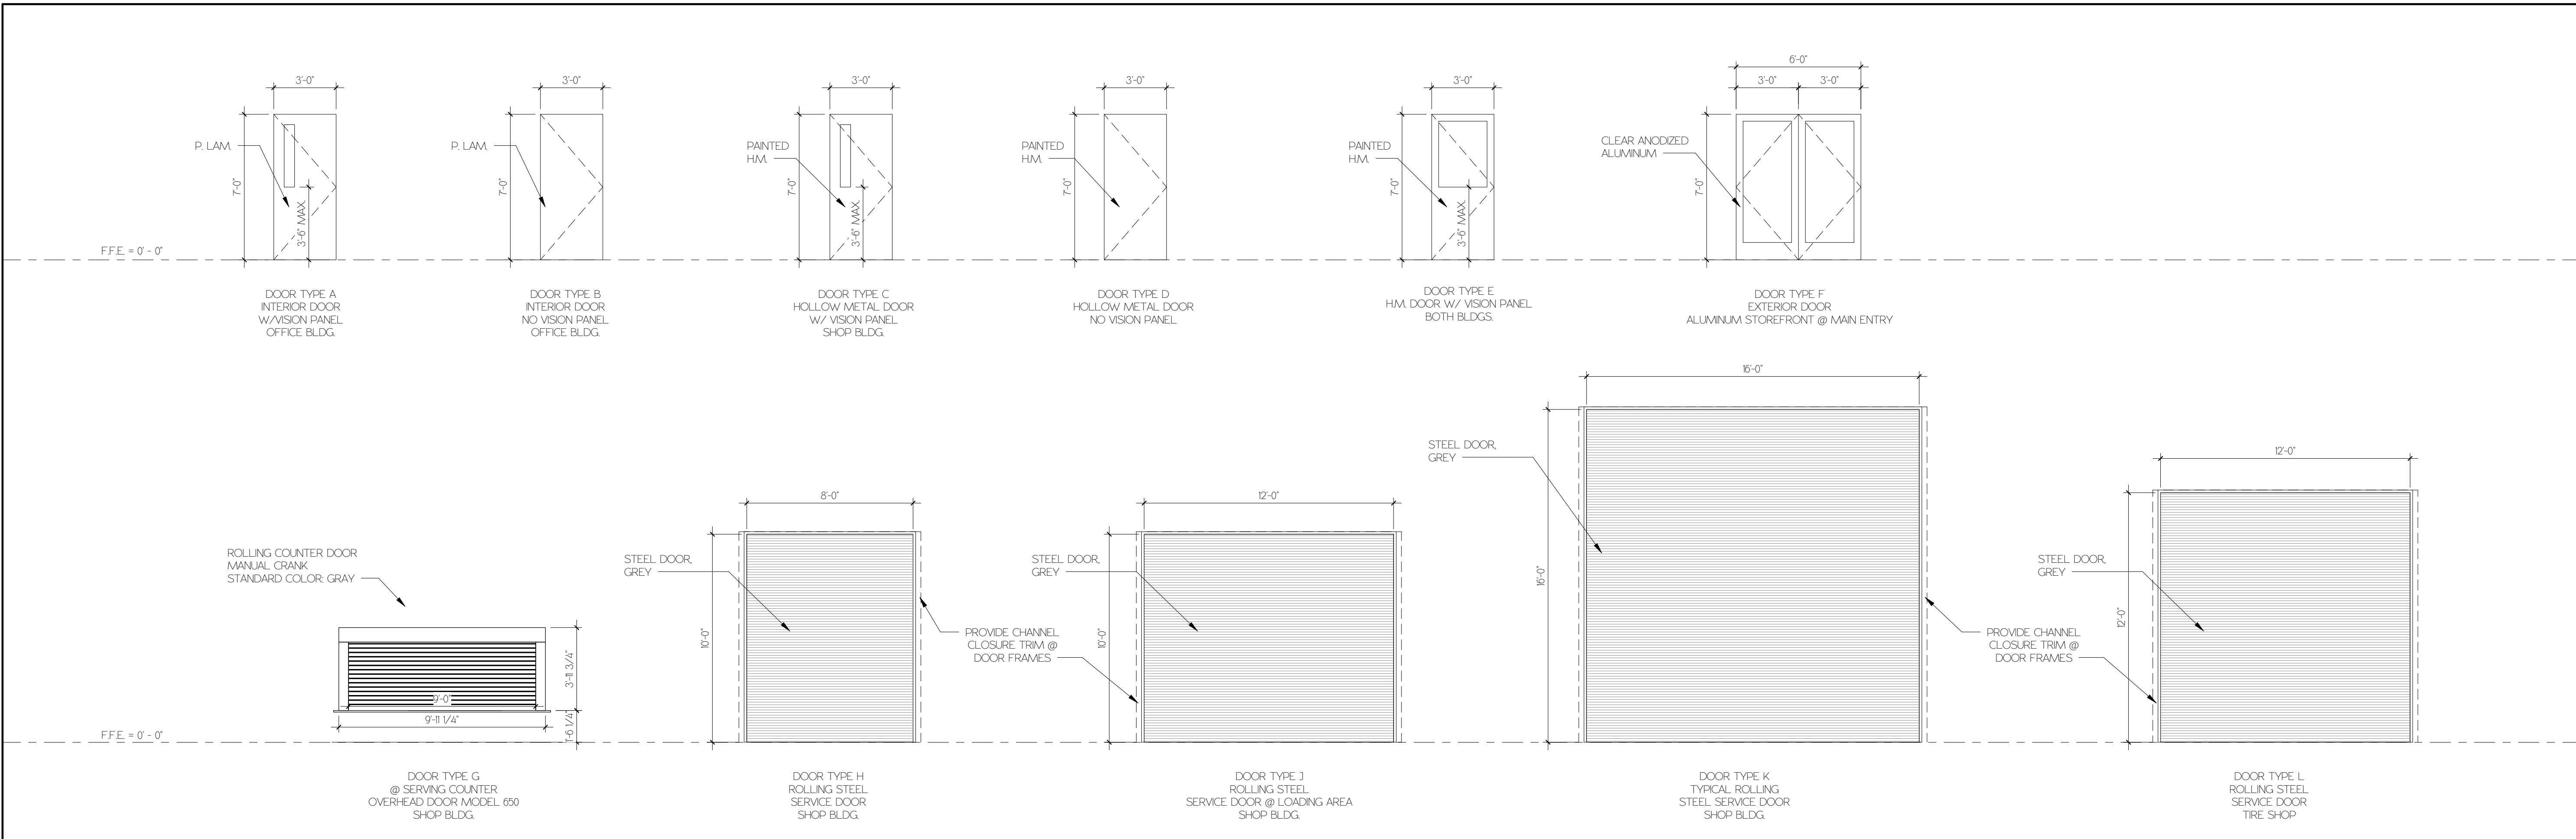 3'-0"
3'-0"
3'-0"
3'-0"
3'-0"
6'-0"
3'-0"
3'-0"
P. LAM.
7'-0"
3'-6" MAX.
P. LAM.
7'-0"
PAINTED
H.M.
7'-0"
3'-6" MAX.
PAINTED
H.M.
7'-0"
PAINTED
H.M.
7'-0"
3'-6" MAX.
CLEAR ANODIZED
ALUMINUM
7'-0"
F.F.E. = 0' - 0"
DOOR TYPE A
INTERIOR DOOR
W/VISION PANEL
OFFICE BLDG.
DOOR TYPE B
INTERIOR DOOR
NO VISION PANEL
OFFICE BLDG.
DOOR TYPE C
HOLLOW METAL DOOR
W/ VISION PANEL
SHOP BLDG.
DOOR TYPE D
HOLLOW METAL DOOR
NO VISION PANEL
DOOR TYPE E
H.M. DOOR W/ VISION PANEL
BOTH BLDGS.
DOOR TYPE F
EXTERIOR DOOR
ALUMINUM STOREFRONT @ MAIN ENTRY
ROLLING COUNTER DOOR
MANUAL CRANK
STANDARD COLOR: GRAY
9'-0"
9'-11 1/4"
3'-11 3/4"
1'-6 1/4"
8'-0"
STEEL DOOR,
GREY
10'-0"
PROVIDE CHANNEL
CLOSURE TRIM @
DOOR FRAMES
12'-0"
STEEL DOOR,
GREY
10'-0"
16'-0"
STEEL DOOR,
GREY
16'-0"
PROVIDE CHANNEL
CLOSURE TRIM @
DOOR FRAMES
12'-0"
STEEL DOOR,
GREY
12'-0"
F.F.E. = 0' - 0"
DOOR TYPE G
@ SERVING COUNTER
OVERHEAD DOOR MODEL 650
SHOP BLDG.
DOOR TYPE H
ROLLING STEEL
SERVICE DOOR
SHOP BLDG.
DOOR TYPE J
ROLLING STEEL
SERVICE DOOR @ LOADING AREA
SHOP BLDG.
DOOR TYPE K
TYPICAL ROLLING
STEEL SERVICE DOOR
SHOP BLDG.
DOOR TYPE L
ROLLING STEEL
SERVICE DOOR
TIRE SHOP